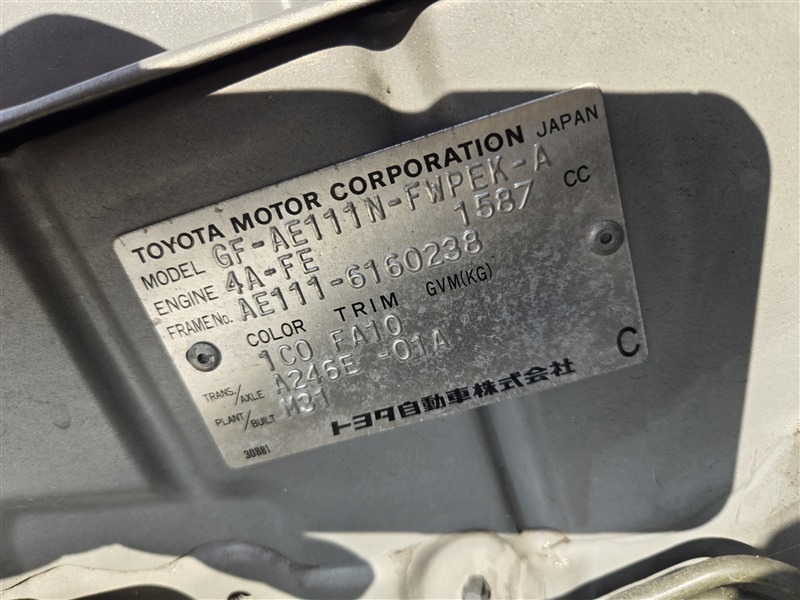 TOYOTA MOTOR CORPORATION JAPAN
MODEL GF-AE111N-FWPEK-A
ENGINE 4A-FE 1587 CC
FRAME No. AE111-6160238
COLOR TRIM GVM(KG)
1C0 FA10
TRANS./AXLE A246E -01A
PLANT/BUILT M31
トヨタ自動車株式会社 C
30881